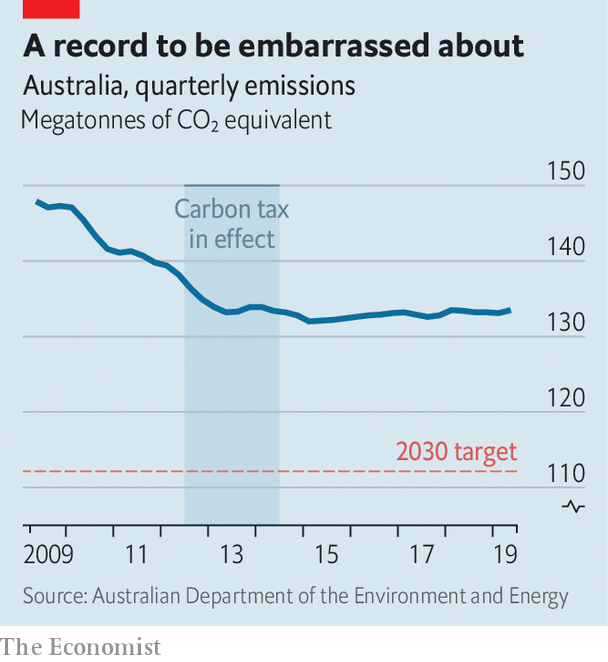 A record to be embarrassed about
Australia, quarterly emissions
Megatonnes of CO₂ equivalent
150
Carbon tax
in effect
140
130
120
2030 target
110
2009 11 13 15 17 19
Source: Australian Department of the Environment and Energy
The Economist